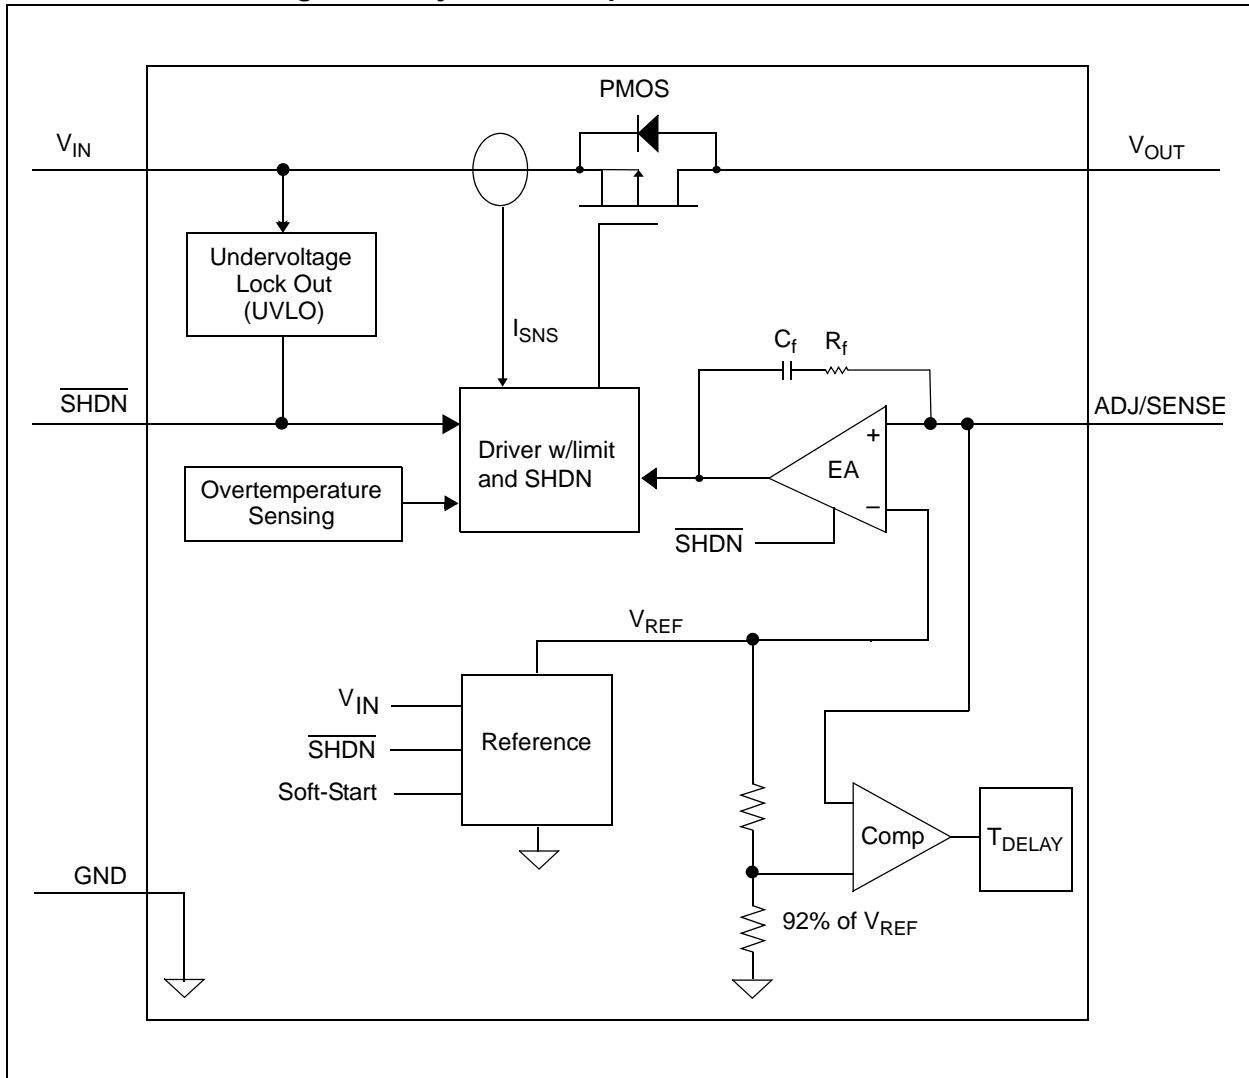 PMOS
V_IN
V_OUT
Undervoltage
Lock Out
(UVLO)
I_SNS
C_f
R_f
SHDN
ADJ/SENSE
+
Driver w/limit
and SHDN
EA
Overtemperature
Sensing
−
SHDN
V_REF
V_IN
SHDN
Reference
Soft-Start
Comp
T_DELAY
GND
92% of V_REF